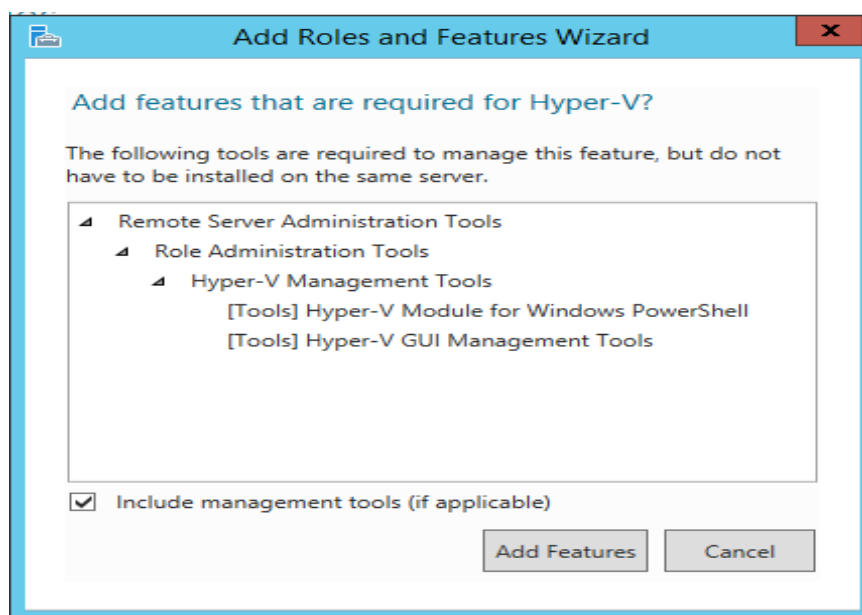 Add Roles and Features Wizard
x
Add features that are required for Hyper-V?
The following tools are required to manage this feature, but do not
have to be installed on the same server.
Remote Server Administration Tools
Role Administration Tools
Hyper-V Management Tools
[Tools] Hyper-V Module for Windows PowerShell
[Tools] Hyper-V GUI Management Tools
Include management tools (if applicable)
Add Features
Cancel